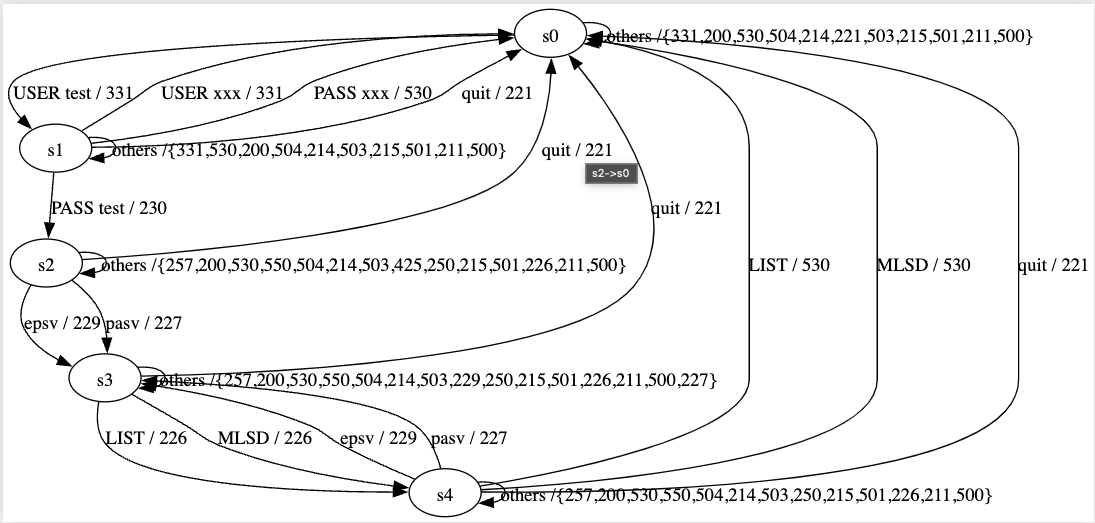 s0
others /{331,200,530,504,214,221,503,215,501,211,500}
USER test / 331
USER xxx / 331
PASS xxx / 530
quit / 221
s1
others /{331,530,200,504,214,503,215,501,211,500}
quit / 221
s2->s0
PASS test / 230
quit / 221
s2
others /{257,200,530,550,504,214,503,425,250,215,501,226,211,500}
LIST / 530
MLSD / 530
quit / 221
epsv / 229
pasv / 227
s3
others /{257,200,530,550,504,214,503,229,250,215,501,226,211,500,227}
LIST / 226
MLSD / 226
epsv / 229
pasv / 227
s4
others /{257,200,530,550,504,214,503,250,215,501,226,211,500}